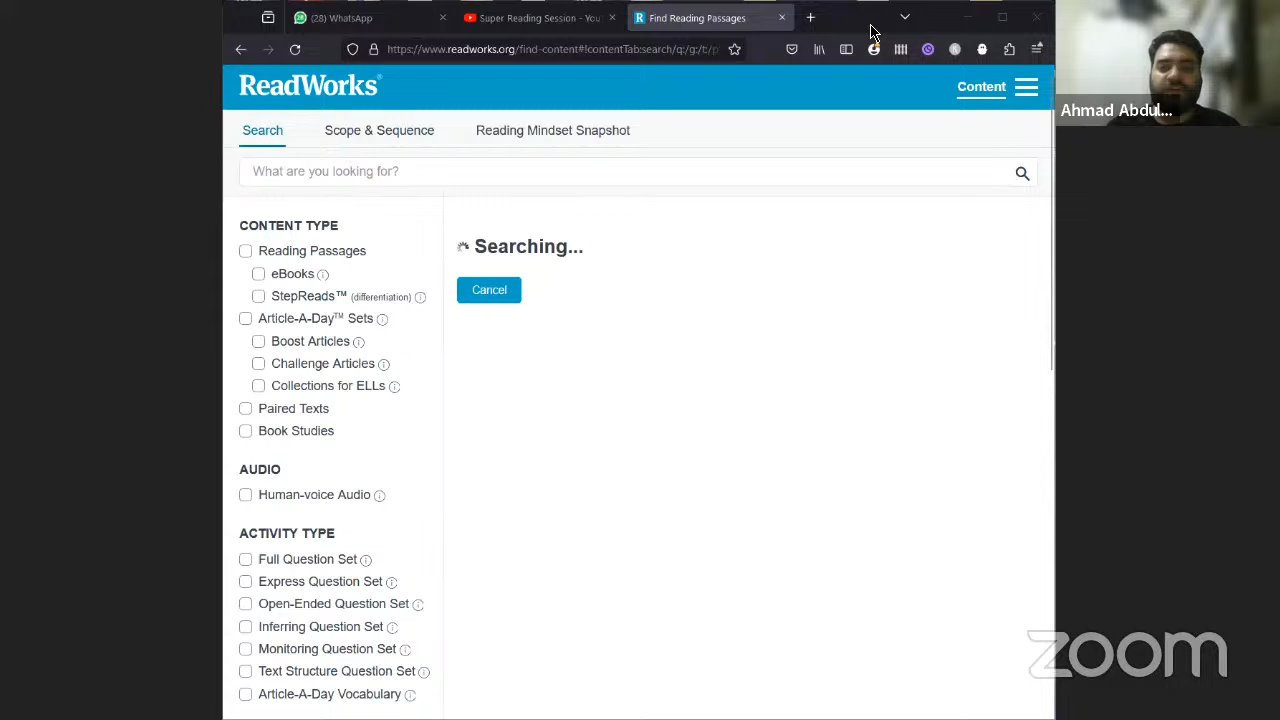 (28) WhatsApp
Super Reading Session - You
Find Reading Passages
https://www.readworks.org/find-content#!contentTab:search/q:/g:/t:/p
ReadWorks®
Content
Search
Scope & Sequence
Reading Mindset Snapshot
What are you looking for?
CONTENT TYPE
Reading Passages
eBooks
StepReads™ (differentiation)
Article-A-Day™ Sets
Boost Articles
Challenge Articles
Collections for ELLs
Paired Texts
Book Studies
AUDIO
Human-voice Audio
ACTIVITY TYPE
Full Question Set
Express Question Set
Open-Ended Question Set
Inferring Question Set
Monitoring Question Set
Text Structure Question Set
Article-A-Day Vocabulary
Searching...
Cancel
Ahmad Abdul...
zoom